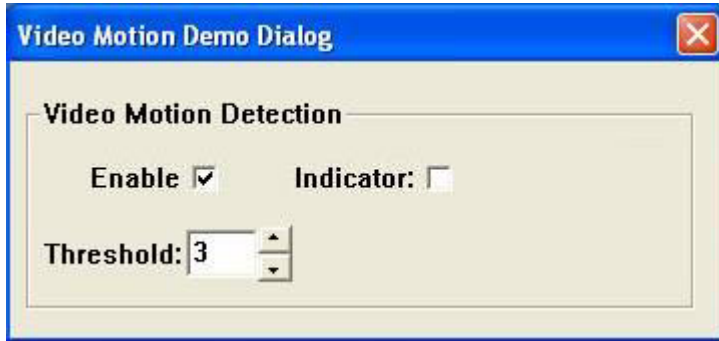 Video Motion Demo Dialog
Video Motion Detection
Enable Indicator:
Threshold: 3